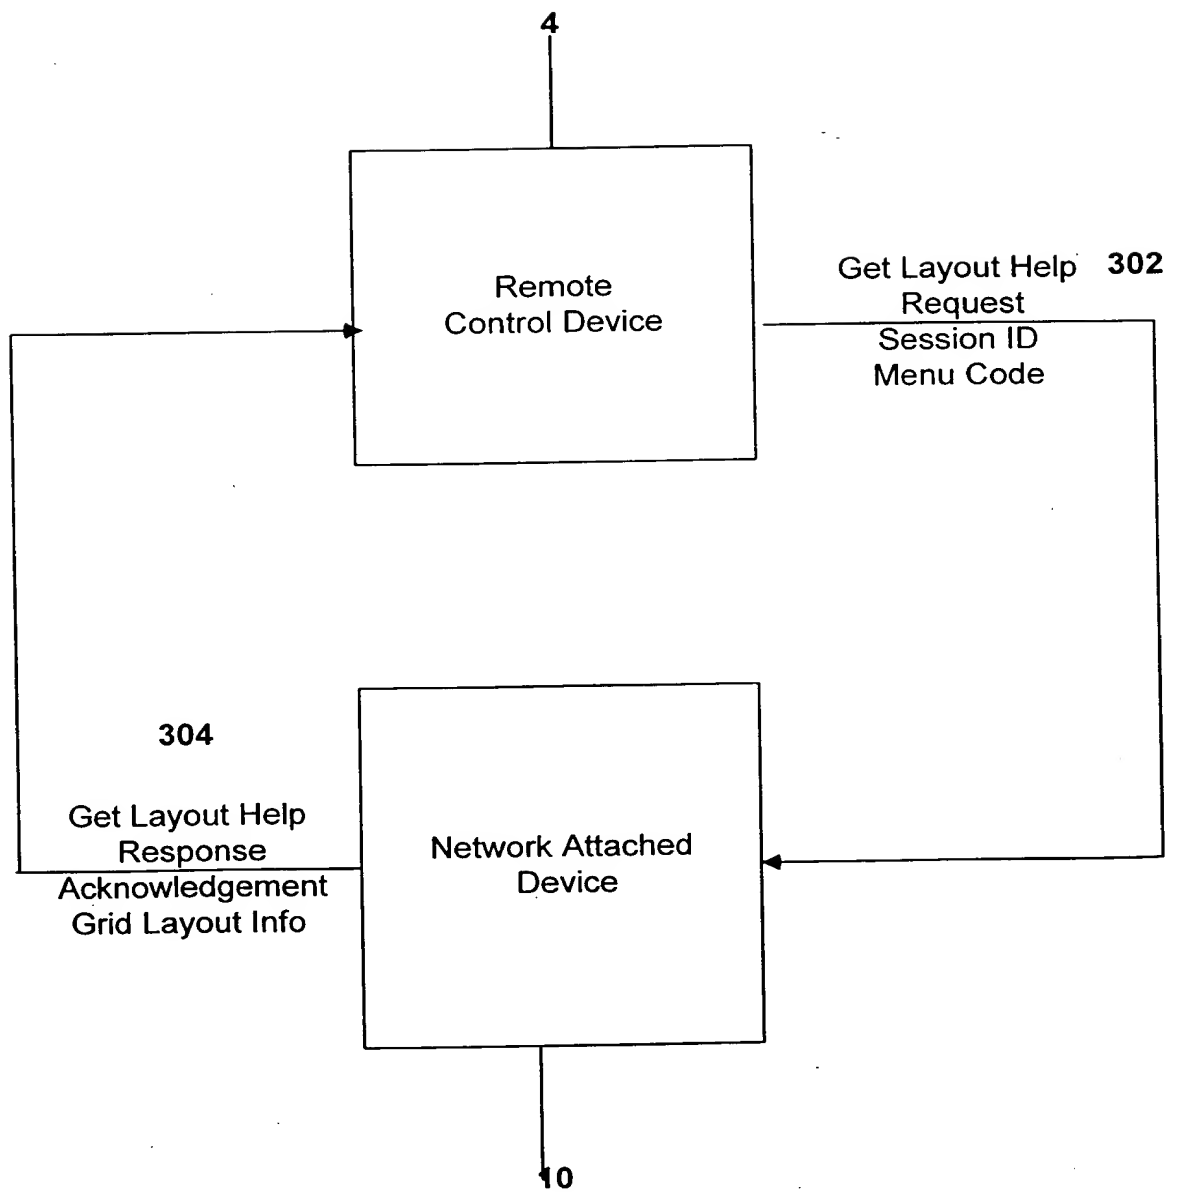 4
Remote
Control Device
Get Layout Help 302
Request
Session ID
Menu Code
304
Get Layout Help
Response
Acknowledgement
Grid Layout Info
Network Attached
Device
10